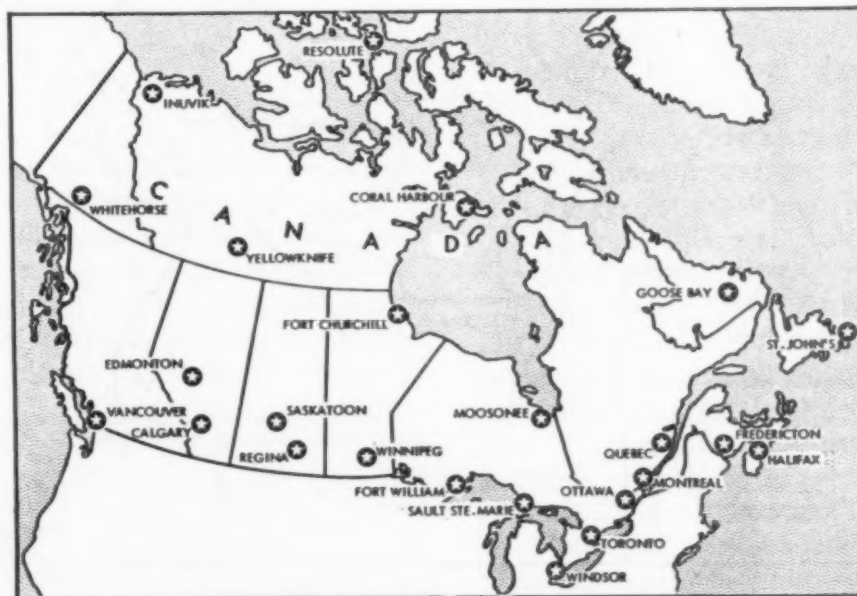 RESOLUTE
INUVIK
CORAL HARBOUR
WHITEHORSE
C A N A D A
YELLOWKNIFE
GOOSE BAY
FORT CHURCHILL
ST. JOHN'S
EDMONTON
VANCOUVER
CALGARY
SASKATOON
MOOSONEE
REGINA
WINNIPEG
QUEBEC
FREDERICTON
HALIFAX
FORT WILLIAM
MONTREAL
OTTAWA
SAULT STE. MARIE
TORONTO
WINDSOR